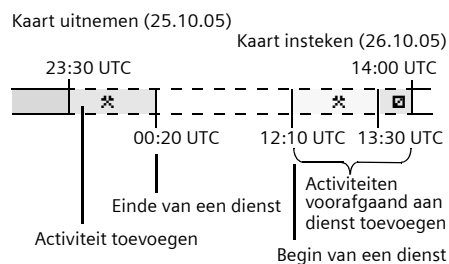 Kaart uitnemen (25.10.05)
Kaart insteken (26.10.05)
23:30 UTC
14:00 UTC
00:20 UTC
12:10 UTC
13:30 UTC
Activiteiten
voorafgaand aan
dienst toevoegen
Einde van een dienst
Activiteit toevoegen
Begin van een dienst